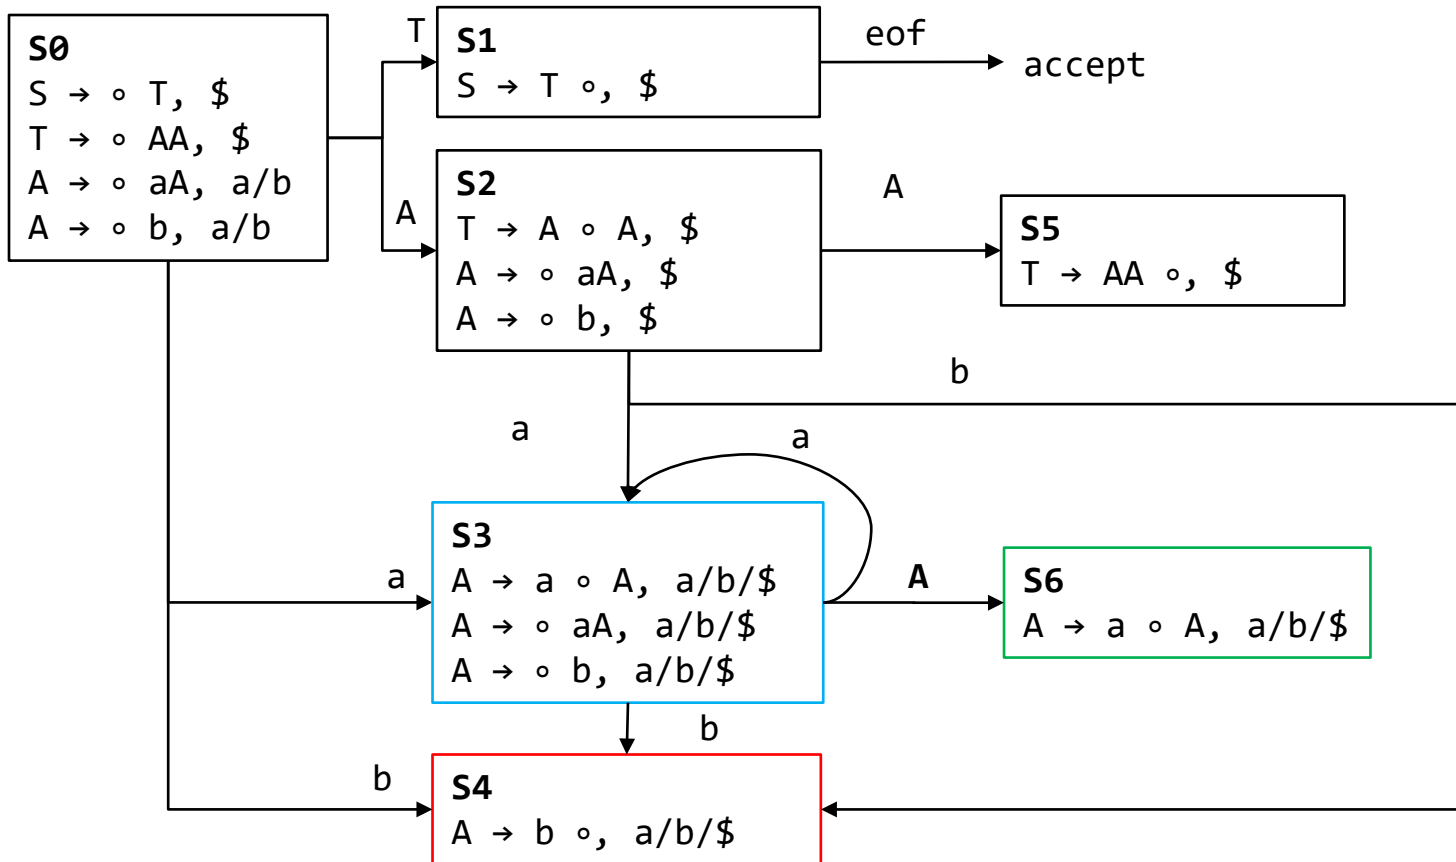 S0
S → ∘ T, $
T → ∘ AA, $
A → ∘ aA, a/b
A → ∘ b, a/b
T
S1
S → T ∘, $
eof
accept
A
S2
T → A ∘ A, $
A → ∘ aA, $
A → ∘ b, $
A
S5
T → AA ∘, $
b
a
a
S3
A → a ∘ A, a/b/$
A → ∘ aA, a/b/$
A → ∘ b, a/b/$
a
A
S6
A → a ∘ A, a/b/$
b
b
S4
A → b ∘, a/b/$